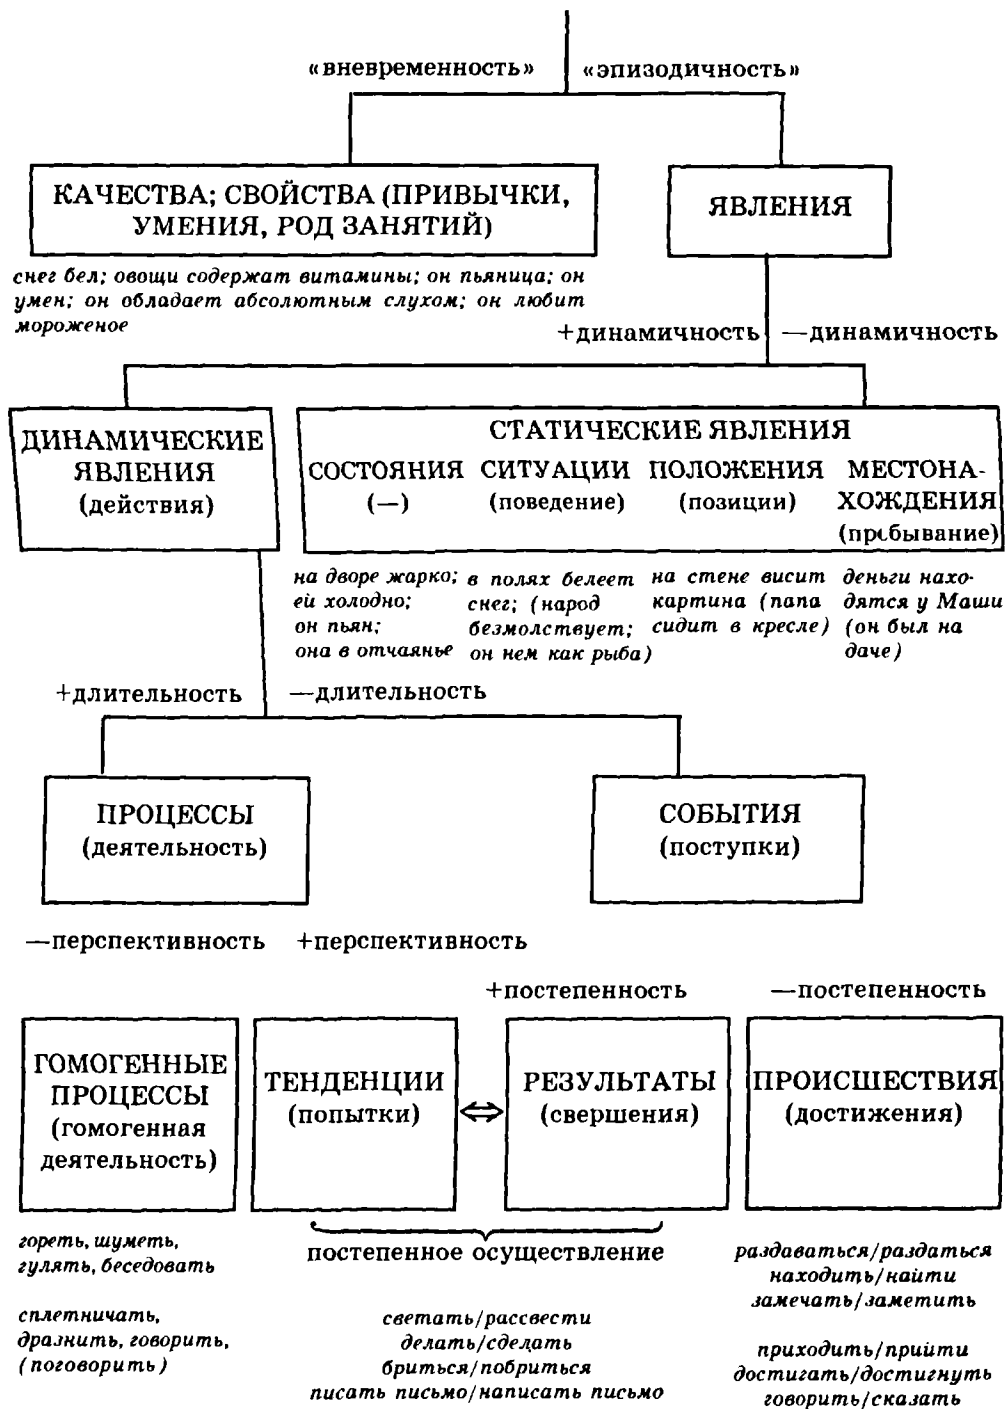 «вневременность» «эпизодичность»
КАЧЕСТВА; СВОЙСТВА (ПРИВЫЧКИ,
УМЕНИЯ, РОД ЗАНЯТИЙ)
ЯВЛЕНИЯ
снег бел; овощи содержат витамины; он пьяница; он
умен; он обладает абсолютным слухом; он любит
мороженое
+динамичность —динамичность
ДИНАМИЧЕСКИЕ
ЯВЛЕНИЯ
(действия)
СТАТИЧЕСКИЕ ЯВЛЕНИЯ
СОСТОЯНИЯ
(—)
СИТУАЦИИ
(поведение)
ПОЛОЖЕНИЯ
(позиции)
МЕСТОНА-
ХОЖДЕНИЯ
(пребывание)
на дворе жарко;
ей холодно;
он пьян;
она в отчаянье
в полях белеет
снег; (народ
безмолствует;
он нем как рыба)
на стене висит
картина (папа
сидит в кресле)
деньги нахо-
дятся у Маши
(он был на
даче)
+длительность —длительность
ПРОЦЕССЫ
(деятельность)
СОБЫТИЯ
(поступки)
—перспективность +перспективность
+постепенность —постепенность
ГОМОГЕННЫЕ
ПРОЦЕССЫ
(гомогенная
деятельность)
ТЕНДЕНЦИИ
(попытки)
⇔
РЕЗУЛЬТАТЫ
(свершения)
ПРОИСШЕСТВИЯ
(достижения)
гореть, шуметь,
гулять, беседовать
сплетничать,
дразнить, говорить,
(поговорить)
постепенное осуществление
светать/рассвести
делать/сделать
бриться/побриться
писать письмо/написать письмо
раздаваться/раздаться
находить/найти
замечать/заметить
приходить/прийти
достигать/достигнуть
говорить/сказать